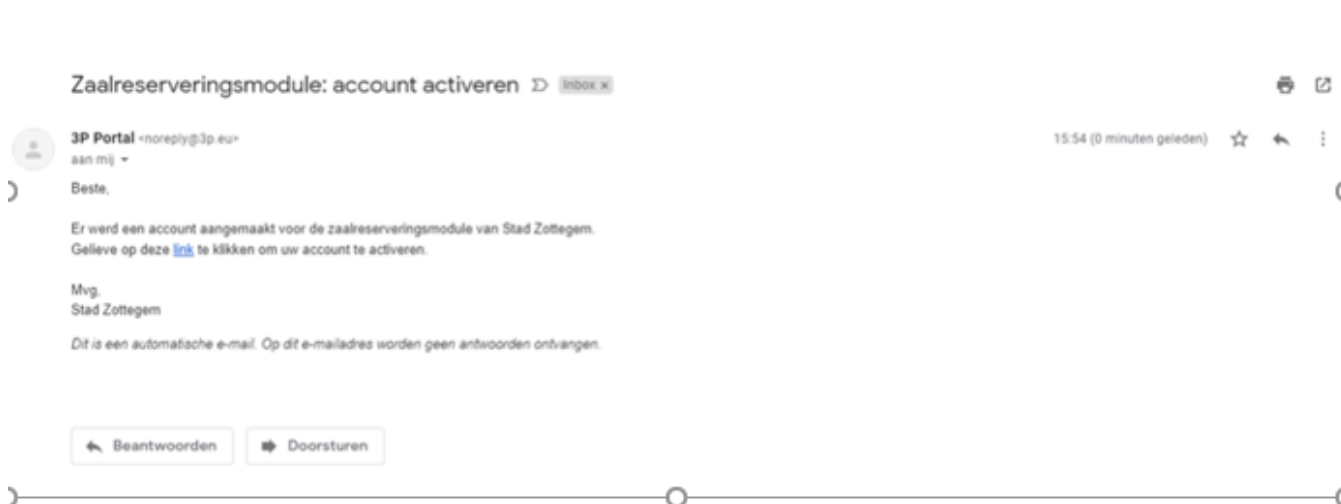 Zaalreserveringsmodule: account activeren Inbox x
3P Portal <noreply@3p.eu> 15:54 (0 minuten geleden)
aan mij
Beste,
Er werd een account aangemaakt voor de zaalreserveringsmodule van Stad Zottegem.
Gelieve op deze link te klikken om uw account te activeren.
Mvg,
Stad Zottegem
Dit is een automatische e-mail. Op dit e-mailadres worden geen antwoorden ontvangen.
Beantwoorden Doorsturen